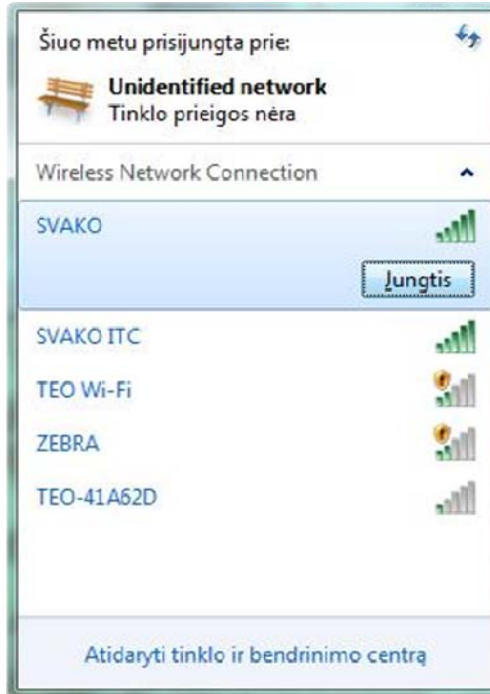 Šiuo metu prisijungta prie:
Unidentified network
Tinklo prieigos nėra
Wireless Network Connection
SVAKO
Jungtis
SVAKO ITC
TEO Wi-Fi
ZEBRA
TEO-41A62D
Atidaryti tinklo ir bendrinimo centrą